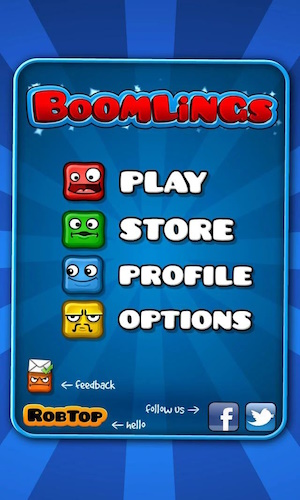 BOOMLiNGS
PLAY
STORE
PROFILE
OPTIONS
← feedback
follow us →
ROBTOP
← hello
f